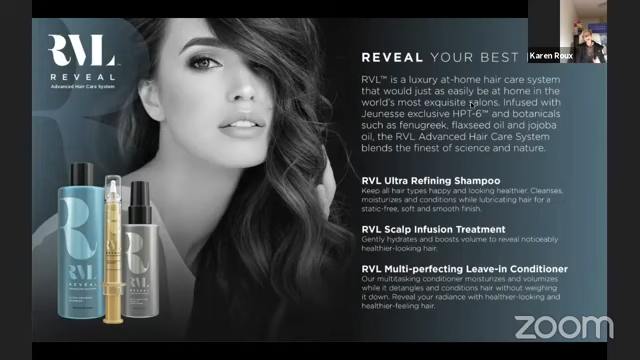 RVL™
REVEAL
Advanced Hair Care System
REVEAL YOUR BEST
Karen Roux
RVL™ is a luxury at-home hair care system
that would just as easily be at home in the
world's most exquisite salons. Infused with
Jeunesse exclusive HPT-6™ and botanicals
such as fenugreek, flaxseed oil and jojoba
oil, the RVL Advanced Hair Care System
blends the finest of science and nature.
RVL Ultra Refining Shampoo
Keep all hair types happy and looking healthier. Cleanses,
moisturizes and conditions while lubricating hair for a
static-free, soft and smooth finish.
RVL Scalp Infusion Treatment
Gently hydrates and boosts volume to reveal noticeably
healthier-looking hair.
RVL Multi-perfecting Leave-in Conditioner
Our multitasking conditioner moisturizes and volumizes
while it detangles and conditions hair without weighing
it down. Reveal your radiance with healthier-looking and
healthier-feeling hair.
RVL
REVEAL
RVL
RVL
REVEAL
zoom